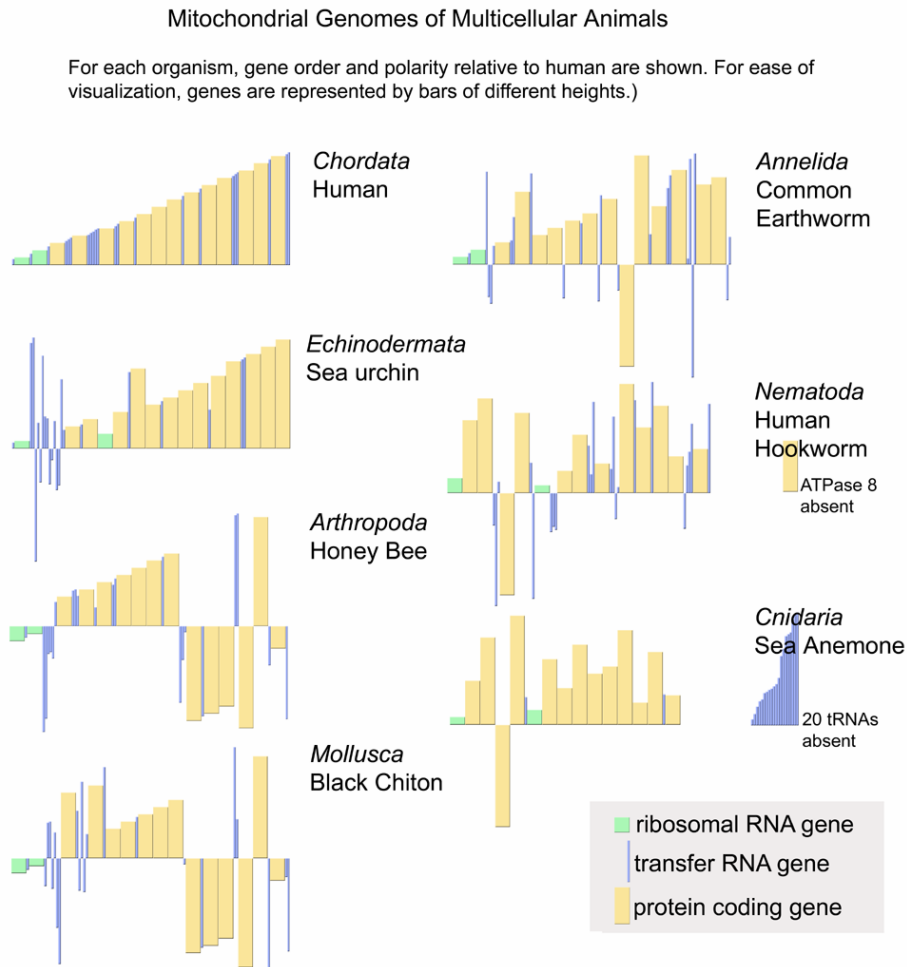 Mitochondrial Genomes of Multicellular Animals
For each organism, gene order and polarity relative to human are shown. For ease of
visualization, genes are represented by bars of different heights.)
Chordata
Human
Echinodermata
Sea urchin
Arthropoda
Honey Bee
Mollusca
Black Chiton
Annelida
Common
Earthworm
Nematoda
Human
Hookworm
ATPase 8
absent
Cnidaria
Sea Anemone
20 tRNAs
absent
ribosomal RNA gene
transfer RNA gene
protein coding gene